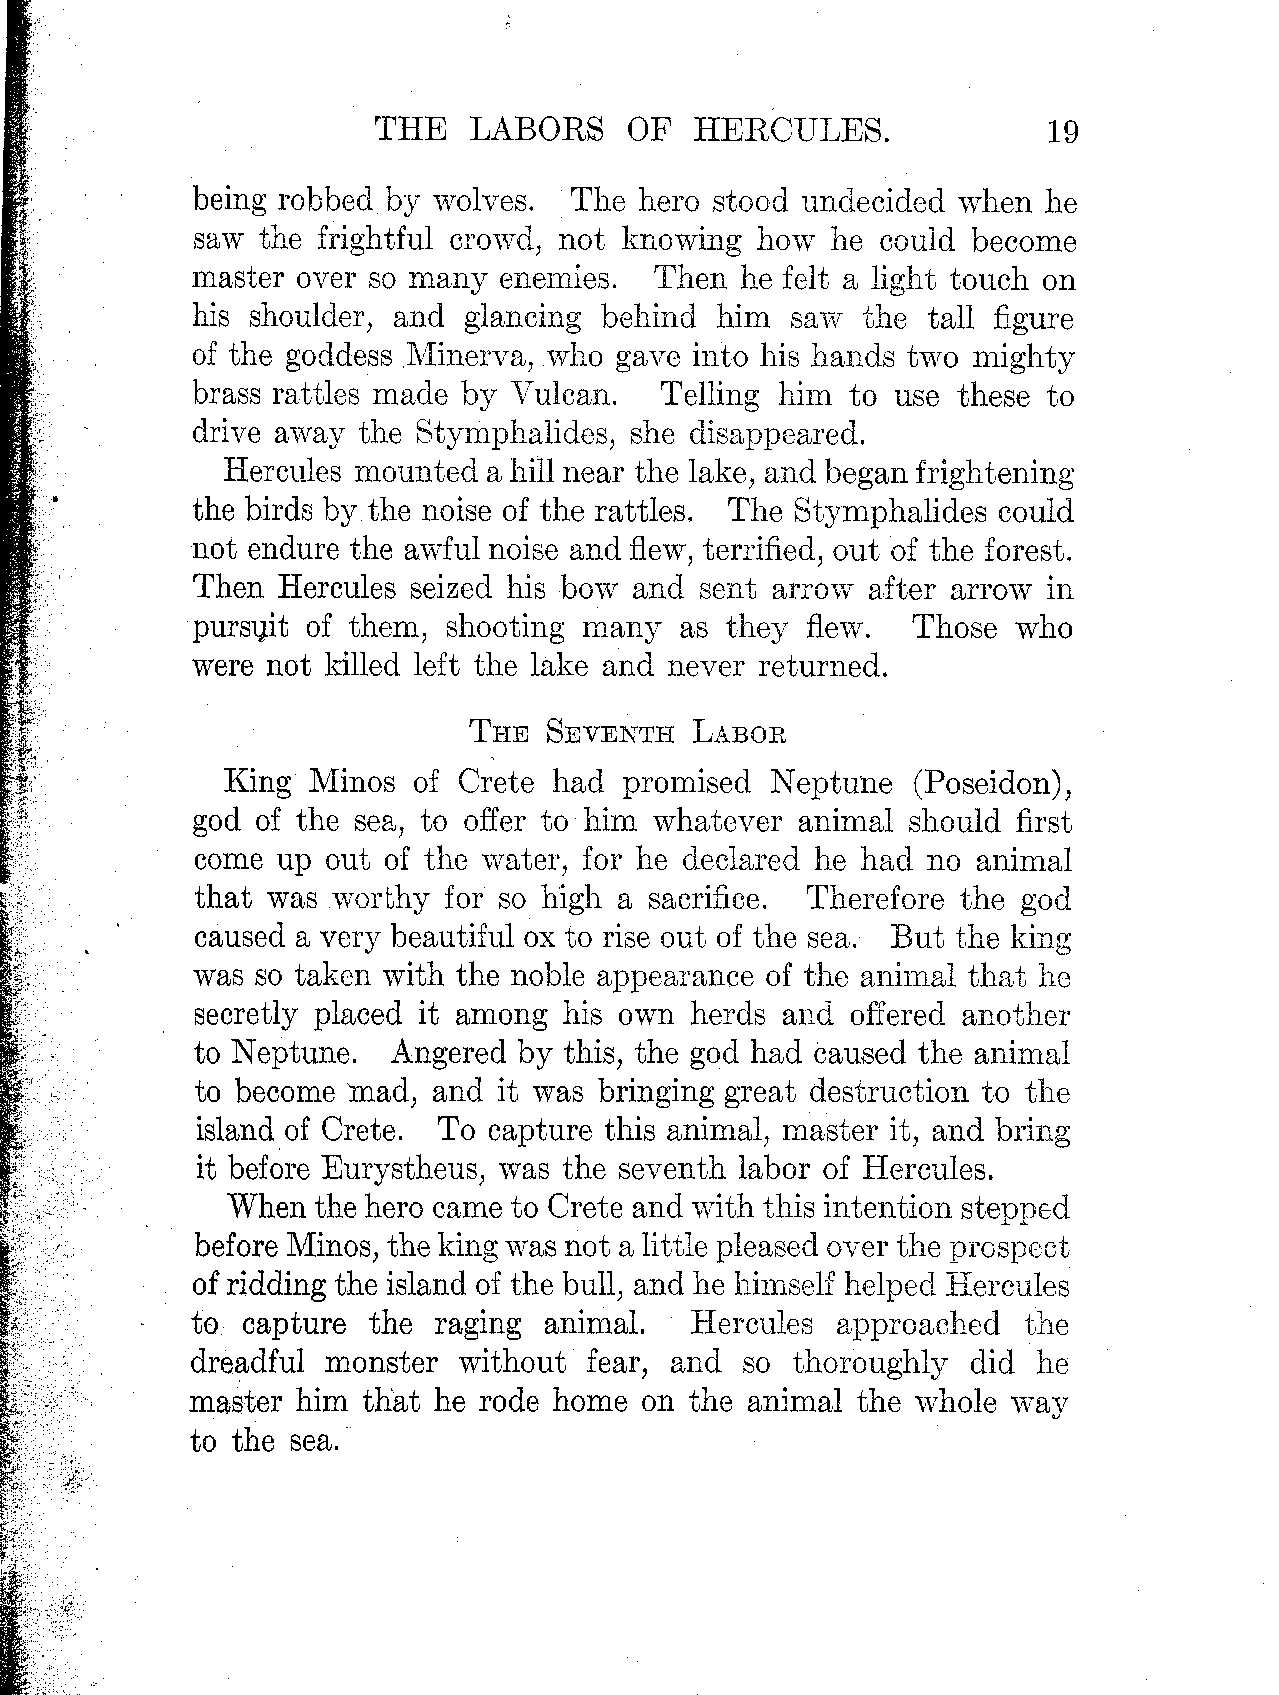 THE LABORS OF HERCULES. 19
being robbed by wolves. The hero stood undecided when he
saw the frightful crowd, not knowing how he could become
master over so many enemies. Then he felt a light touch on
his shoulder, and glancing behind him saw the tall figure
of the goddess Minerva, who gave into his hands two mighty
brass rattles made by Vulcan. Telling him to use these to
drive away the Stymphalides, she disappeared.
Hercules mounted a hill near the lake, and began frightening
the birds by the noise of the rattles. The Stymphalides could
not endure the awful noise and flew, terrified, out of the forest.
Then Hercules seized his bow and sent arrow after arrow in
pursuit of them, shooting many as they flew. Those who
were not killed left the lake and never returned.
THE SEVENTH LABOR
King Minos of Crete had promised Neptune (Poseidon),
god of the sea, to offer to him whatever animal should first
come up out of the water, for he declared he had no animal
that was worthy for so high a sacrifice. Therefore the god
caused a very beautiful ox to rise out of the sea. But the king
was so taken with the noble appearance of the animal that he
secretly placed it among his own herds and offered another
to Neptune. Angered by this, the god had caused the animal
to become mad, and it was bringing great destruction to the
island of Crete. To capture this animal, master it, and bring
it before Eurystheus, was the seventh labor of Hercules.
When the hero came to Crete and with this intention stepped
before Minos, the king was not a little pleased over the prospect
of ridding the island of the bull, and he himself helped Hercules
to capture the raging animal. Hercules approached the
dreadful monster without fear, and so thoroughly did he
master him that he rode home on the animal the whole way
to the sea.